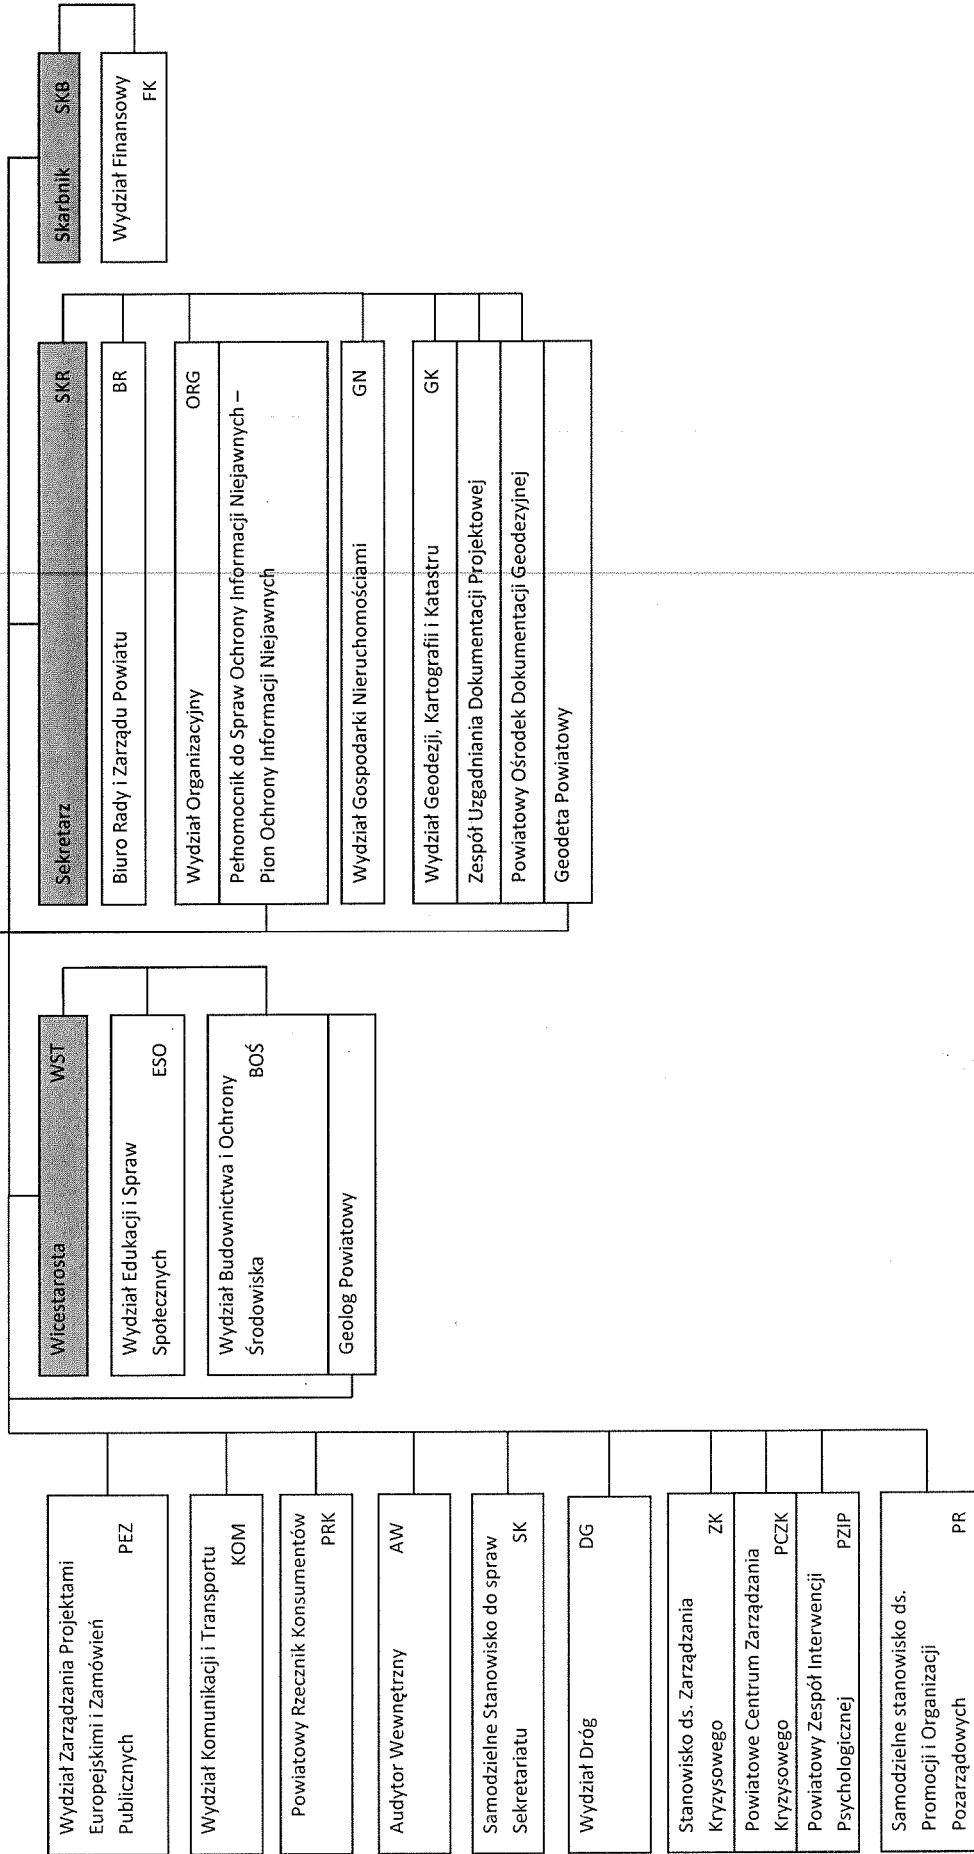 Wydział Zarządzania Projektami
Europejskimi i Zamówień
Publicznych PEZ
Wydział Komunikacji i Transportu
KOM
Powiatowy Rzecznik Konsumentów
PRK
Audytor Wewnętrzny AW
Samodzielne Stanowisko do spraw
Sekretariatu SK
Wydział Dróg DG
Stanowisko ds. Zarządzania
Kryzysowego ZK
Powiatowe Centrum Zarządzania
Kryzysowego PCZK
Powiatowy Zespół Interwencji
Psychologicznej PZIP
Samodzielne stanowisko ds.
Promocji i Organizacji
Pozarządowych PR
Wicestarosta WST
Wydział Edukacji i Spraw
Społecznych ESO
Wydział Budownictwa i Ochrony
Środowiska BOŚ
Geolog Powiatowy
Sekretarz SKR
Biuro Rady i Zarządu Powiatu BR
Wydział Organizacyjny ORG
Pełnomocnik do Spraw Ochrony Informacji Niejawnych –
Pion Ochrony Informacji Niejawnych
Wydział Gospodarki Nieruchomościami GN
Wydział Geodezji, Kartografii i Katastru GK
Zespół Uzgadniania Dokumentacji Projektowej
Powiatowy Ośrodek Dokumentacji Geodezyjnej
Geodeta Powiatowy
Skarbnik SKB
Wydział Finansowy
FK